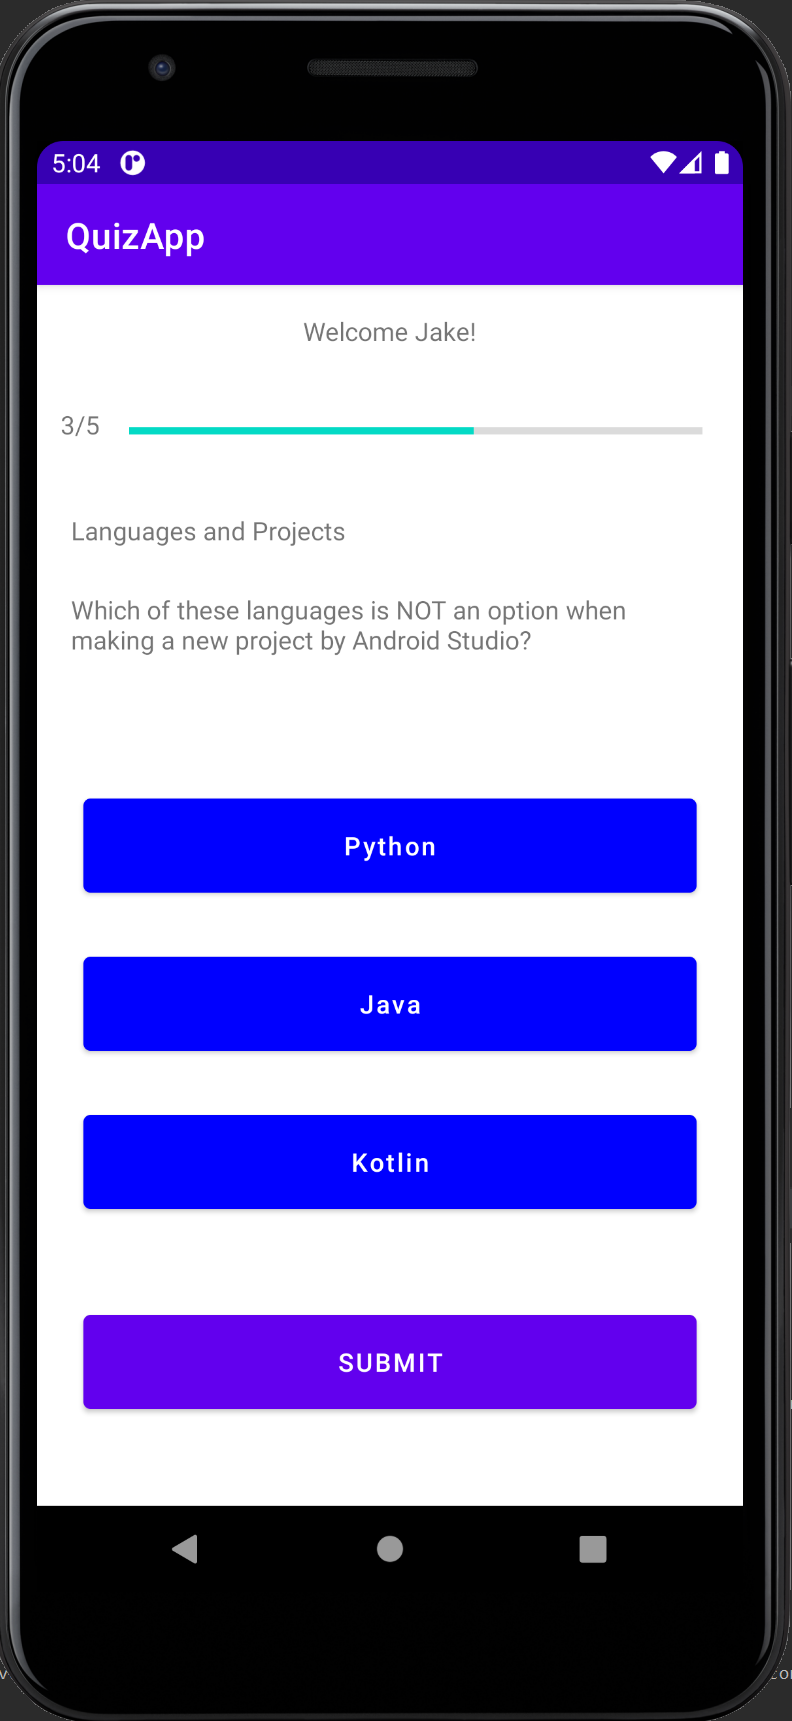 5:04
QuizApp
Welcome Jake!
3/5
Languages and Projects
Which of these languages is NOT an option when
making a new project by Android Studio?
Python
Java
Kotlin
SUBMIT